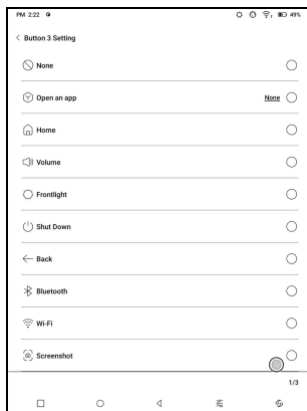 PM 2:22 49%
Button 3 Setting
None
Open an app None
Home
Volume
Frontlight
Shut Down
Back
Bluetooth
Wi-Fi
Screenshot
1/3